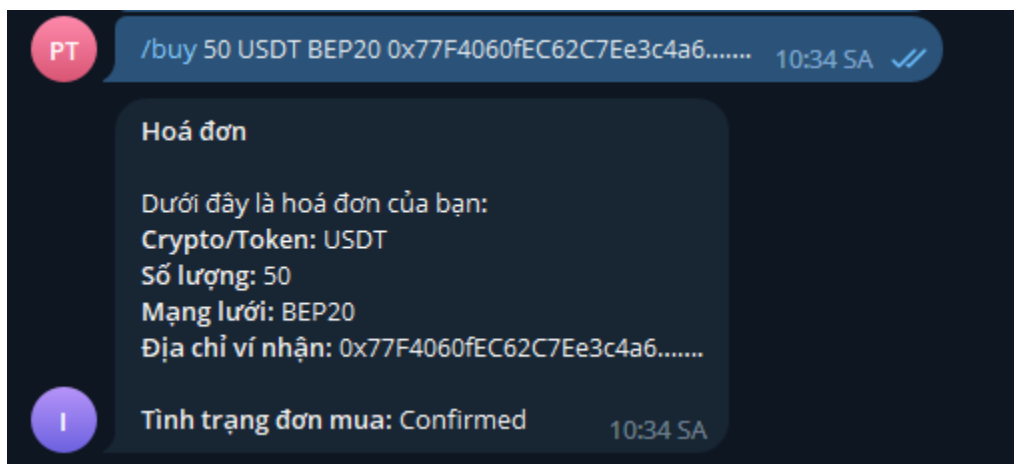 PT
/buy 50 USDT BEP20 0x77F4060fEC62C7Ee3c4a6.......
10:34 SA
Hoá đơn
Dưới đây là hoá đơn của bạn:
Crypto/Token: USDT
Số lượng: 50
Mạng lưới: BEP20
Địa chỉ ví nhận: 0x77F4060fEC62C7Ee3c4a6.......
I
Tình trạng đơn mua: Confirmed
10:34 SA